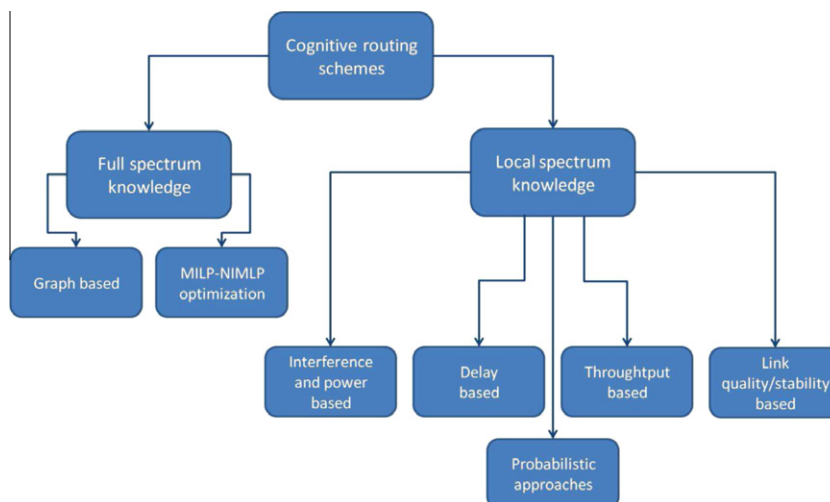 Cognitive routing
schemes
Full spectrum
knowledge
Local spectrum
knowledge
Graph based
MILP-NIMLP
optimization
Interference
and power
based
Delay
based
Throughtput
based
Link
quality/stability
based
Probabilistic
approaches